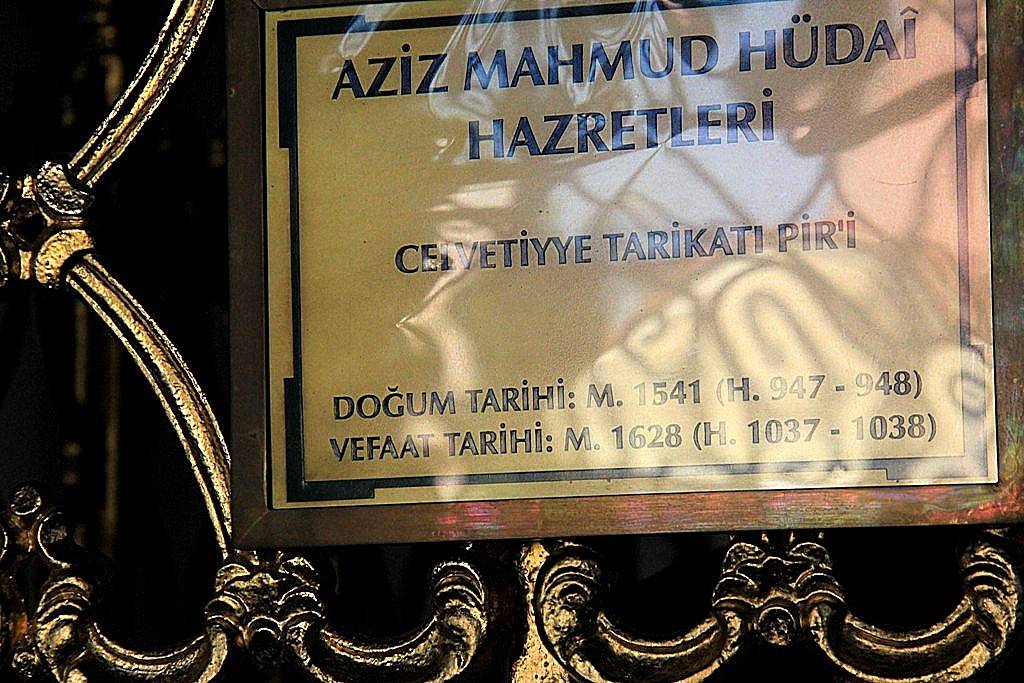 AZİZ MAHMUD HÜDAÎ
HAZRETLERİ
CELVETİYYE TARİKATI PİR'İ
DOĞUM TARİHİ: M. 1541 (H. 947 - 948)
VEFAAT TARİHİ: M. 1628 (H. 1037 - 1038)